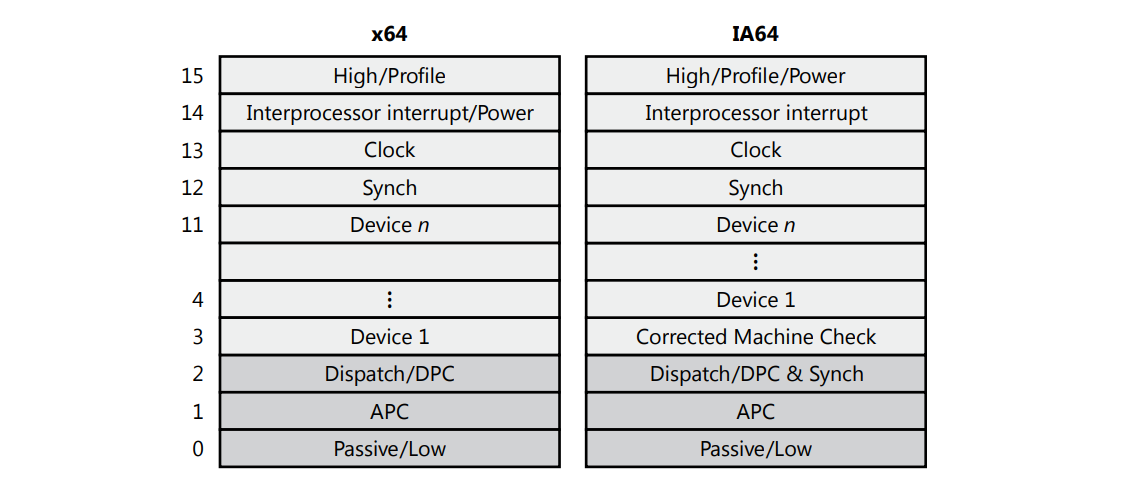 x64 IA64
15 High/Profile High/Profile/Power
14 Interprocessor interrupt/Power Interprocessor interrupt
13 Clock Clock
12 Synch Synch
11 Device n Device n
⋮
4 ⋮ Device 1
3 Device 1 Corrected Machine Check
2 Dispatch/DPC Dispatch/DPC & Synch
1 APC APC
0 Passive/Low Passive/Low